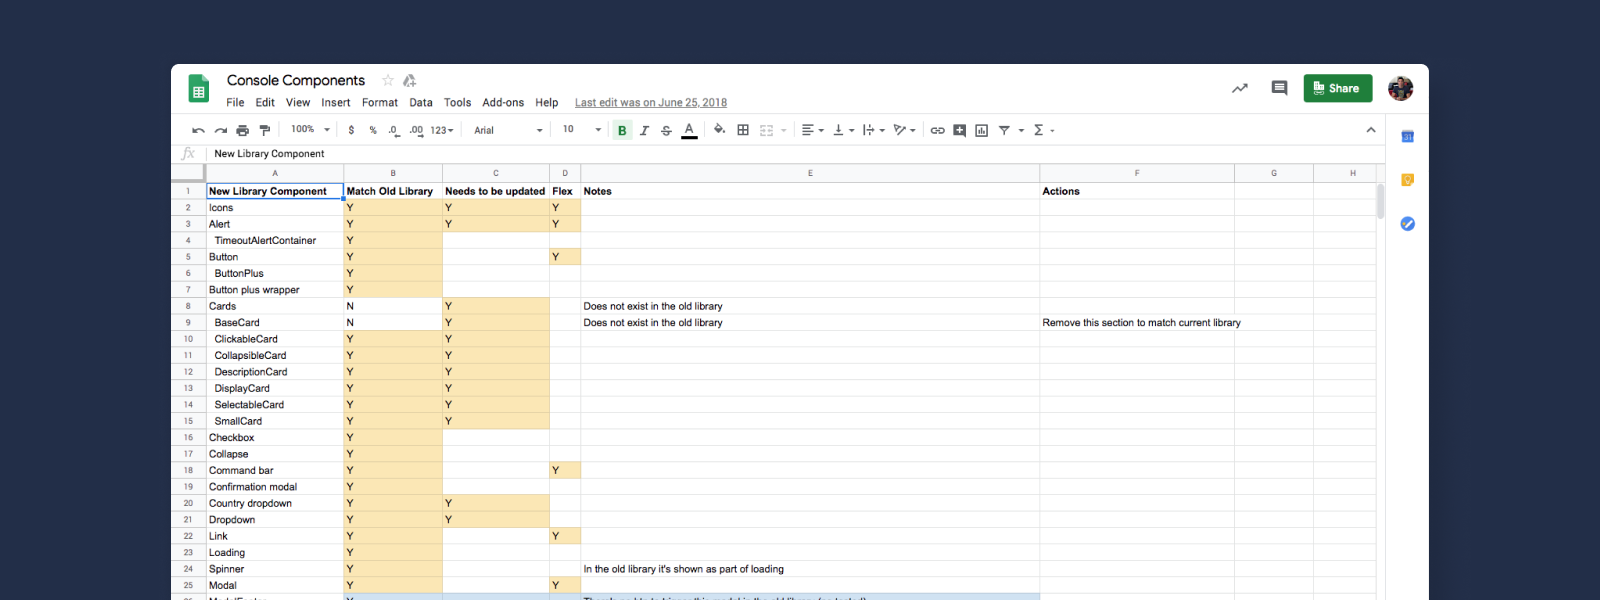 Console Components
File Edit View Insert Format Data Tools Add-ons Help Last edit was on June 25, 2018
Share
100% $ % .0 .00 123 Arial 10 B I S A Σ
31
fx New Library Component
A B C D E F G H
1 New Library Component Match Old Library Needs to be updated Flex Notes Actions
2 Icons Y Y Y
3 Alert Y Y Y
4 TimeoutAlertContainer Y
5 Button Y Y
6 ButtonPlus Y
7 Button plus wrapper Y
8 Cards N Y Does not exist in the old library
9 BaseCard N Y Does not exist in the old library Remove this section to match current library
10 ClickableCard Y Y
11 CollapsibleCard Y Y
12 DescriptionCard Y Y
13 DisplayCard Y Y
14 SelectableCard Y Y
15 SmallCard Y Y
16 Checkbox Y
17 Collapse Y
18 Command bar Y Y
19 Confirmation modal Y
20 Country dropdown Y Y
21 Dropdown Y Y
22 Link Y Y
23 Loading Y
24 Spinner Y In the old library it's shown as part of loading
25 Modal Y Y